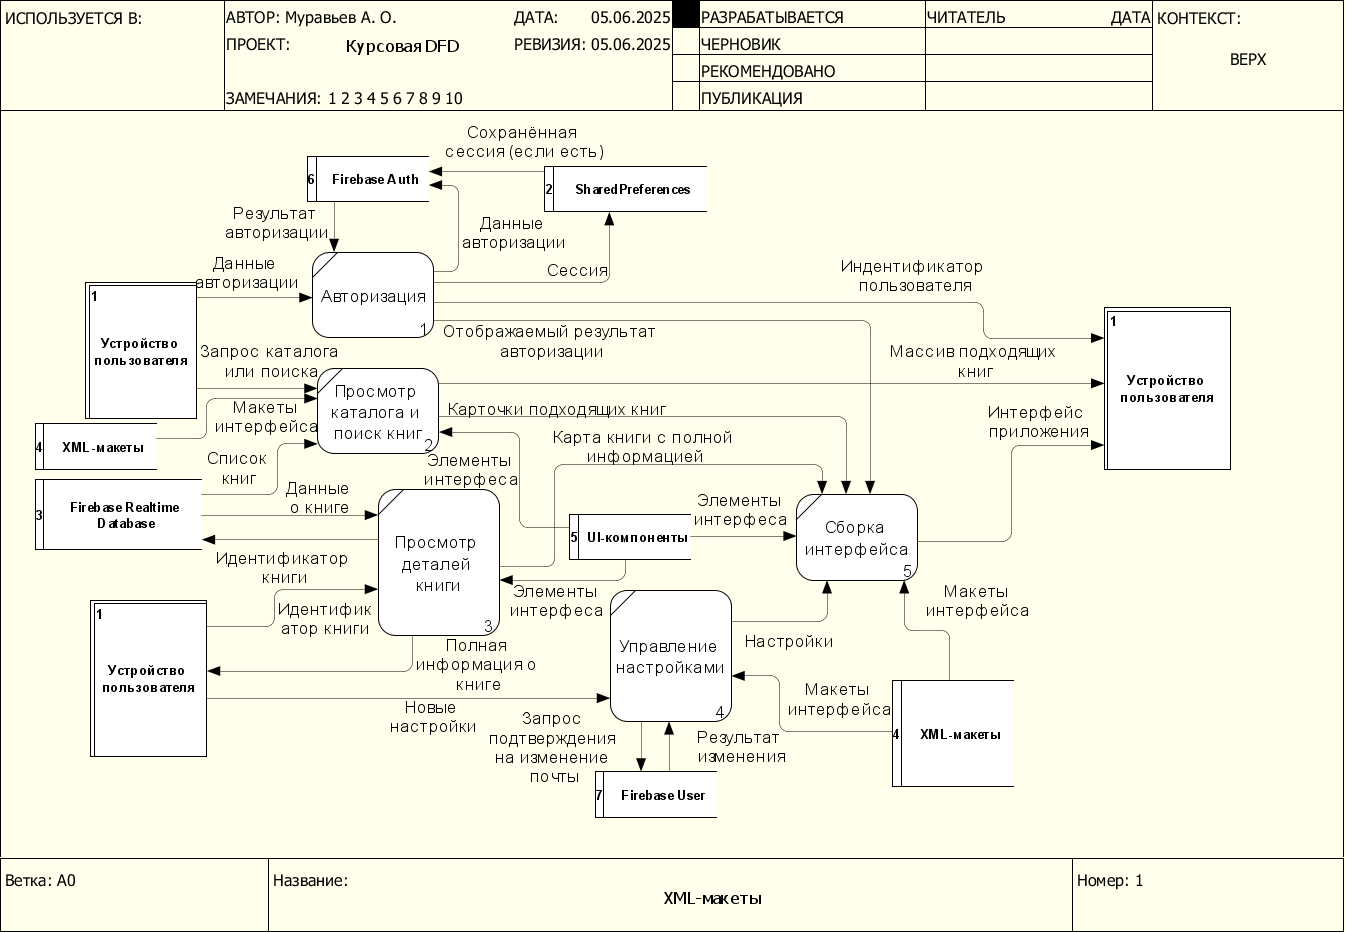 ИСПОЛЬЗУЕТСЯ В:
АВТОР: Муравьев А. О.
ДАТА: 05.06.2025
РАЗРАБАТЫВАЕТСЯ
ЧИТАТЕЛЬ
ДАТА
КОНТЕКСТ:
ПРОЕКТ: Курсовая DFD
РЕВИЗИЯ: 05.06.2025
ЧЕРНОВИК
ВЕРХ
РЕКОМЕНДОВАНО
ЗАМЕЧАНИЯ: 1 2 3 4 5 6 7 8 9 10
ПУБЛИКАЦИЯ
Сохранённая
сессия (если есть)
6 Firebase Auth
2 SharedPreferences
Результат
авторизации
Данные
авторизации
Данные
авторизации
Сессия
Индентификатор
пользователя
1
Устройство
пользователя
Авторизация
1
Отображаемый результат
авторизации
1
Устройство
пользователя
Запрос каталога
или поиска
Массив подходящих
книг
Просмотр
каталога и
поиск книг
2
Макеты
интерфейса
Карточки подходящих книг
Интерфейс
приложения
4 XML-макеты
Карта книги с полной
информацией
Список
книг
Элементы
интерфеса
3
Firebase Realtime
Database
Данные
о книге
Элементы
интерфеса
5 UI-компоненты
Сборка
интерфейса
5
Просмотр
деталей
книги
3
Идентификатор
книги
Элементы
интерфеса
Макеты
интерфейса
1
Устройство
пользователя
Идентифик
атор книги
Управление
настройками
4
Настройки
Полная
информация о
книге
Новые
настройки
Макеты
интерфейса
4 XML-макеты
Запрос
подтверждения
на изменение
почты
Результат
изменения
7 Firebase User
Ветка: A0
Название:
XML-макеты
Номер: 1